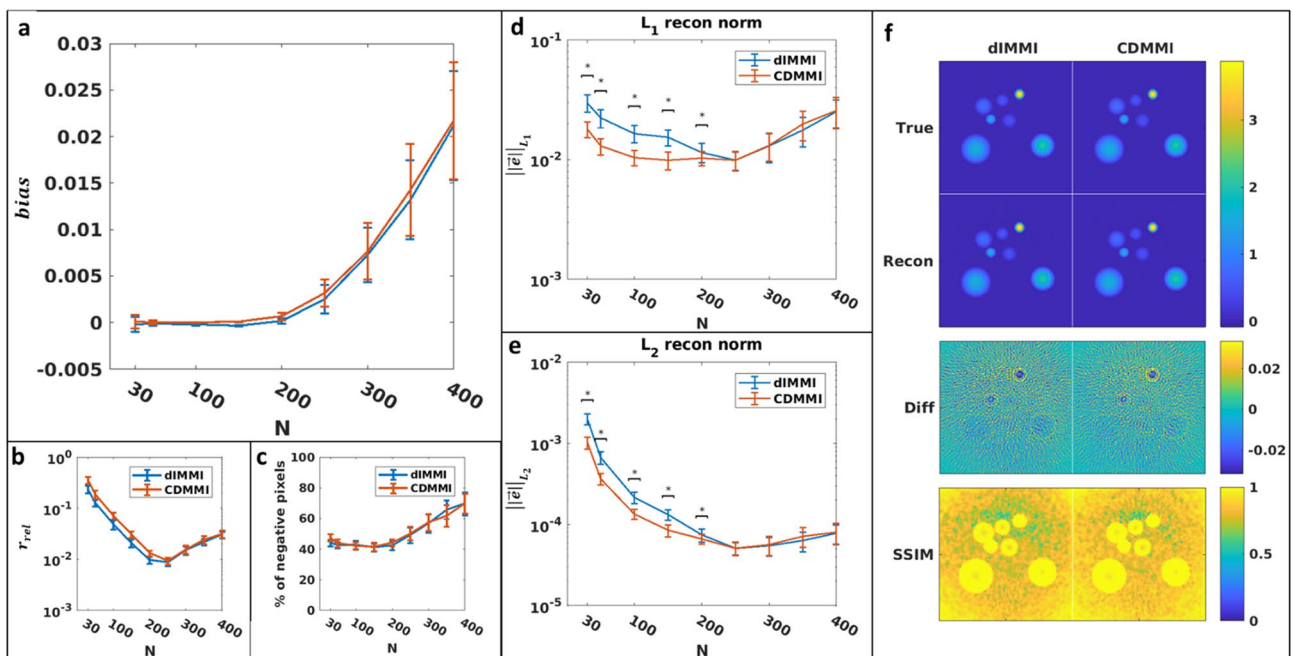 a
0.03
0.025
0.02
0.015
0.01
0.005
0
-0.005
bias
30
100
200
300
400
N
b
10⁰
10⁻¹
10⁻²
10⁻³
r_rel
dIMMI
CDMMI
30
100
200
300
400
N
c
100
80
60
40
20
0
% of negative pixels
dIMMI
CDMMI
30
100
200
300
400
N
d
L₁ recon norm
10⁻¹
10⁻²
10⁻³
||e⃗||_L₁
dIMMI
CDMMI
* * * * *
30
100
200
300
400
N
e
L₂ recon norm
10⁻²
10⁻³
10⁻⁴
10⁻⁵
||e⃗||_L₂
dIMMI
CDMMI
* * * * *
30
100
200
300
400
N
f
dIMMI CDMMI
True
Recon
3
2
1
0
Diff
0.02
0
-0.02
SSIM
1
0.5
0